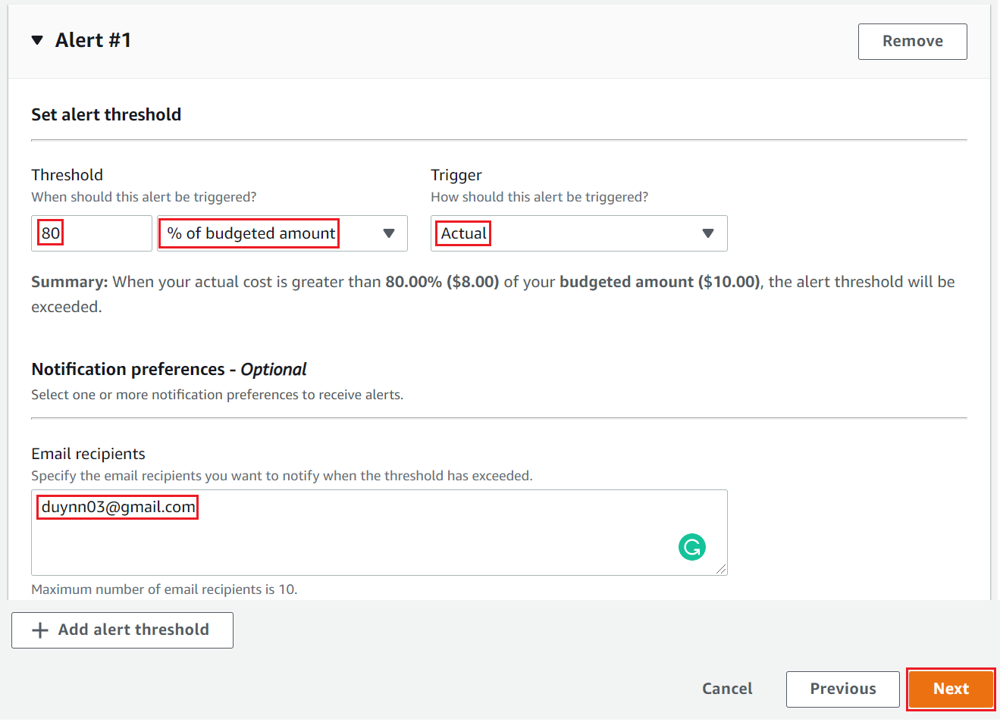 Alert #1
Remove
Set alert threshold
Threshold
Trigger
When should this alert be triggered?
How should this alert be triggered?
80
% of budgeted amount
Actual
Summary: When your actual cost is greater than 80.00% ($8.00) of your budgeted amount ($10.00), the alert threshold will be
exceeded.
Notification preferences - Optional
Select one or more notification preferences to receive alerts.
Email recipients
Specify the email recipients you want to notify when the threshold has exceeded.
duynn03@gmail.com
Maximum number of email recipients is 10.
Add alert threshold
Cancel
Previous
Next